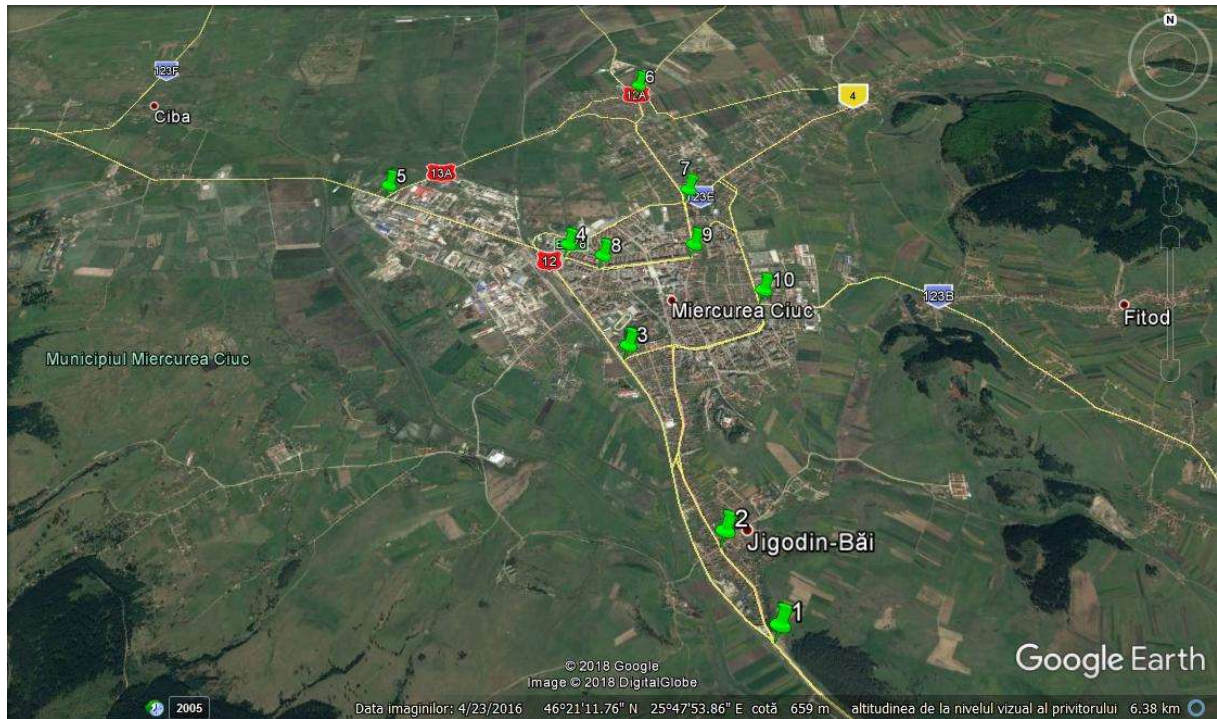 N
6
12A
123F
4
Ciba
5
13A
7
123E
4
8
9
12
10
Miercurea Ciuc
123B
Fitod
3
Municipiul Miercurea Ciuc
2
Jigodin-Băi
1
Google Earth
© 2018 Google
Image © 2018 DigitalGlobe
2005
Data imaginilor: 4/23/2016 46°21'11.76" N 25°47'53.86" E cotă 659 m altitudinea de la nivelul vizual al privitorului 6.38 km